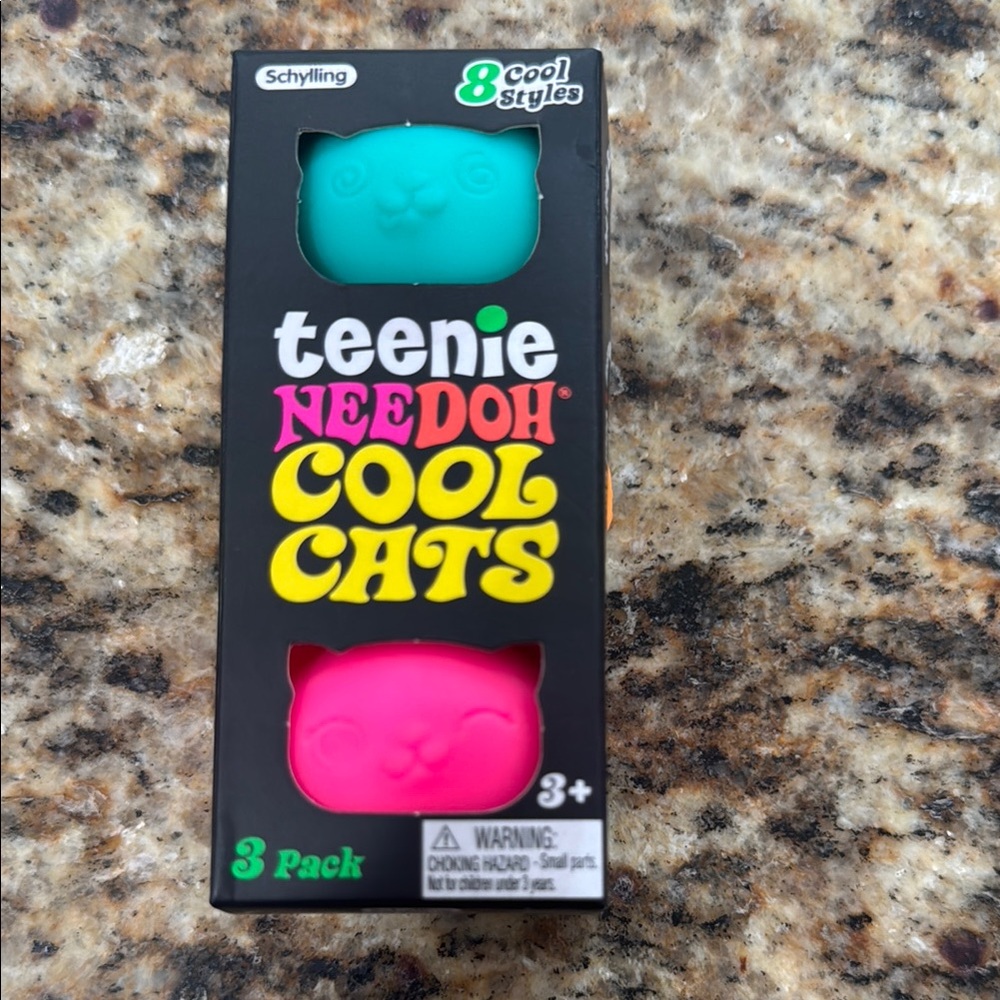 Schylling
8 Cool
Styles
teenie
NEEDOH®
COOL
CATS
3+
3 Pack
WARNING:
CHOKING HAZARD - Small parts.
Not for children under 3 years.